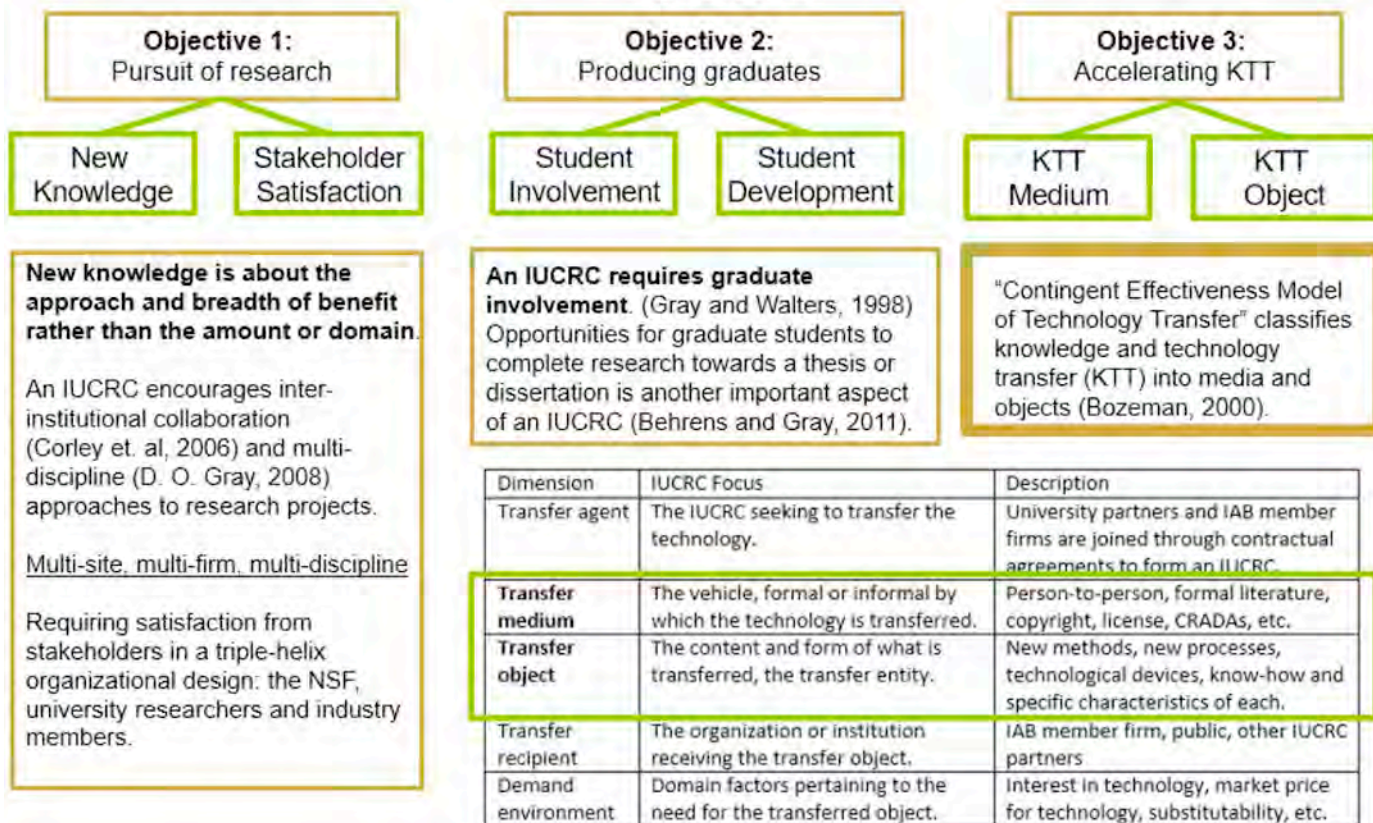 Objective 1:
Pursuit of research
Objective 2:
Producing graduates
Objective 3:
Accelerating KTT
New
Knowledge
Stakeholder
Satisfaction
Student
Involvement
Student
Development
KTT
Medium
KTT
Object
New knowledge is about the
approach and breadth of benefit
rather than the amount or domain.
An IUCRC encourages inter-
institutional collaboration
(Corley et. al, 2006) and multi-
discipline (D. O. Gray, 2008)
approaches to research projects.
Multi-site, multi-firm, multi-discipline
Requiring satisfaction from
stakeholders in a triple-helix
organizational design: the NSF,
university researchers and industry
members.
An IUCRC requires graduate
involvement. (Gray and Walters, 1998)
Opportunities for graduate students to
complete research towards a thesis or
dissertation is another important aspect
of an IUCRC (Behrens and Gray, 2011).
"Contingent Effectiveness Model
of Technology Transfer" classifies
knowledge and technology
transfer (KTT) into media and
objects (Bozeman, 2000).
Dimension IUCRC Focus Description
Transfer agent The IUCRC seeking to transfer the University partners and IAB member
technology. firms are joined through contractual
agreements to form an IUCRC.
Transfer The vehicle, formal or informal by Person-to-person, formal literature,
medium which the technology is transferred. copyright, license, CRADAs, etc.
Transfer The content and form of what is New methods, new processes,
object transferred, the transfer entity. technological devices, know-how and
specific characteristics of each.
Transfer The organization or institution IAB member firm, public, other IUCRC
recipient receiving the transfer object. partners
Demand Domain factors pertaining to the Interest in technology, market price
environment need for the transferred object. for technology, substitutability, etc.